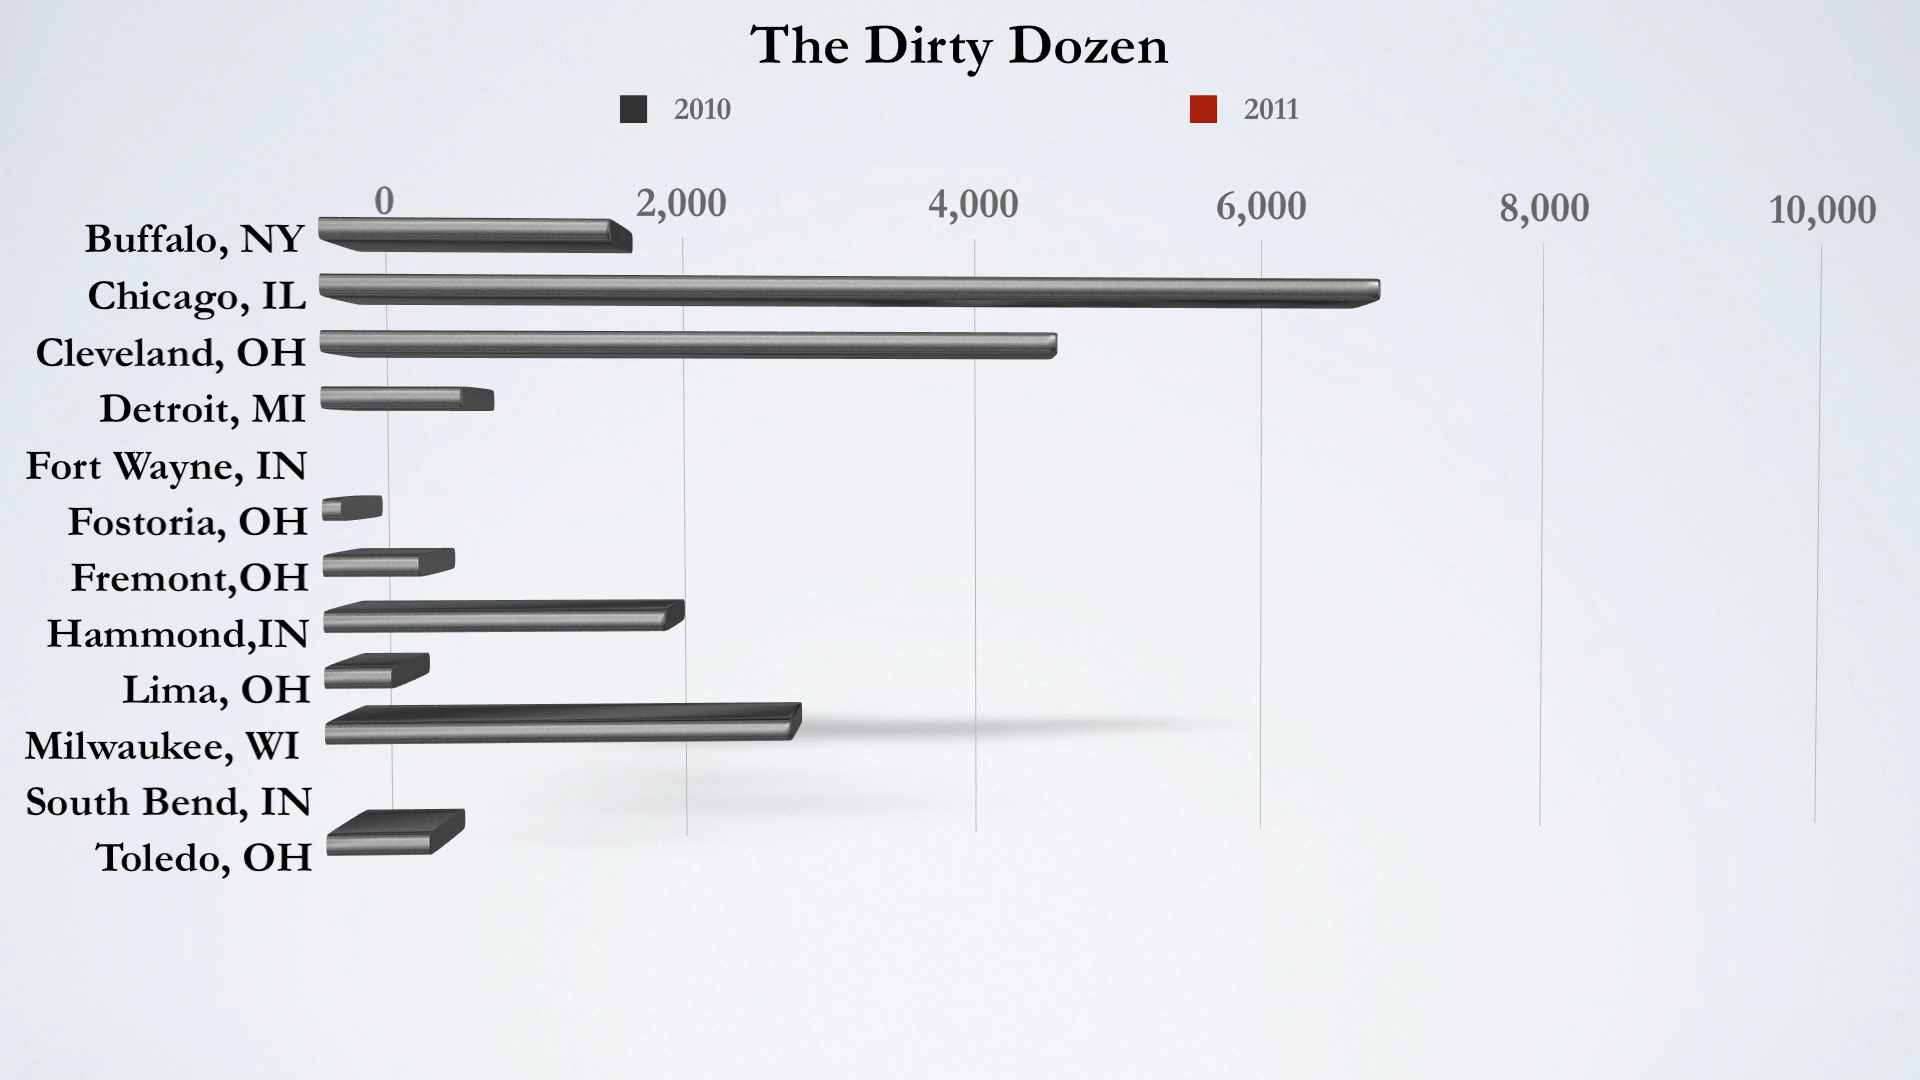 The Dirty Dozen
2010 2011
0 2,000 4,000 6,000 8,000 10,000
Buffalo, NY
Chicago, IL
Cleveland, OH
Detroit, MI
Fort Wayne, IN
Fostoria, OH
Fremont,OH
Hammond,IN
Lima, OH
Milwaukee, WI
South Bend, IN
Toledo, OH